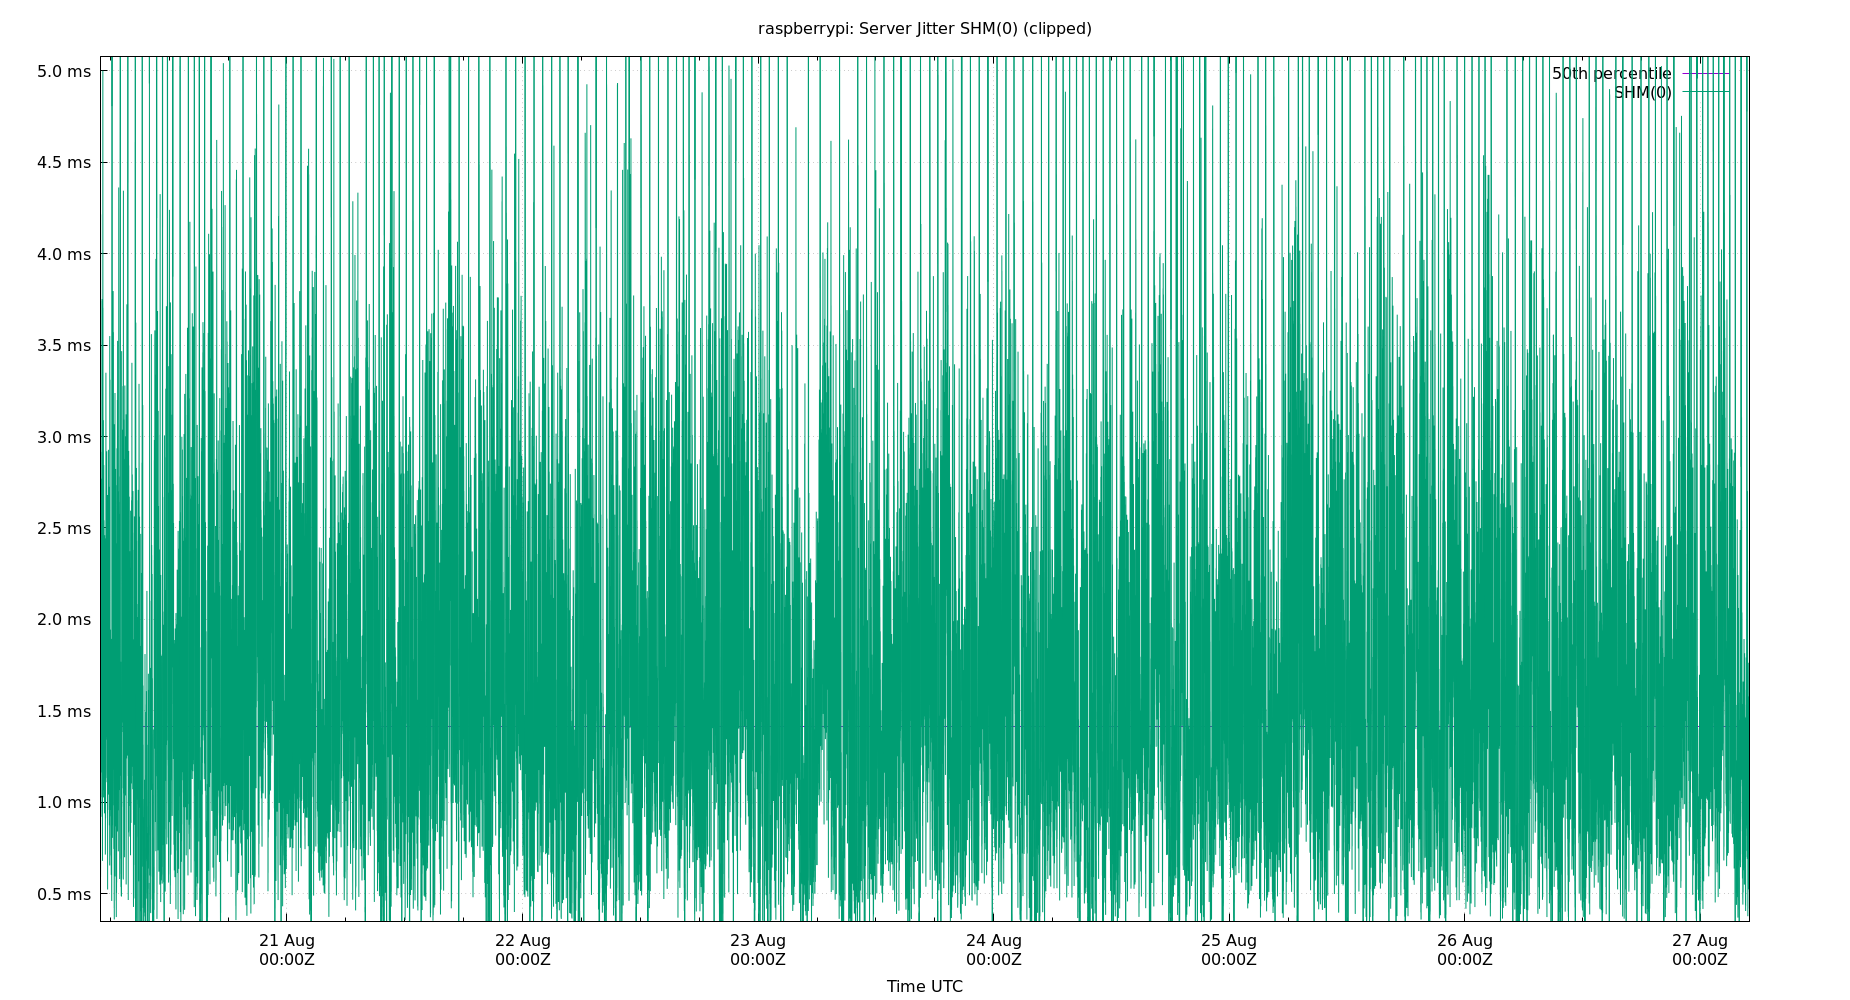 raspberrypi: Server Jitter SHM(0) (clipped)
5.0 ms
50th percentile
SHM(0)
4.5 ms
4.0 ms
3.5 ms
3.0 ms
2.5 ms
2.0 ms
1.5 ms
1.0 ms
0.5 ms
21 Aug 22 Aug 23 Aug 24 Aug 25 Aug 26 Aug 27 Aug
00:00Z 00:00Z 00:00Z 00:00Z 00:00Z 00:00Z 00:00Z
Time UTC